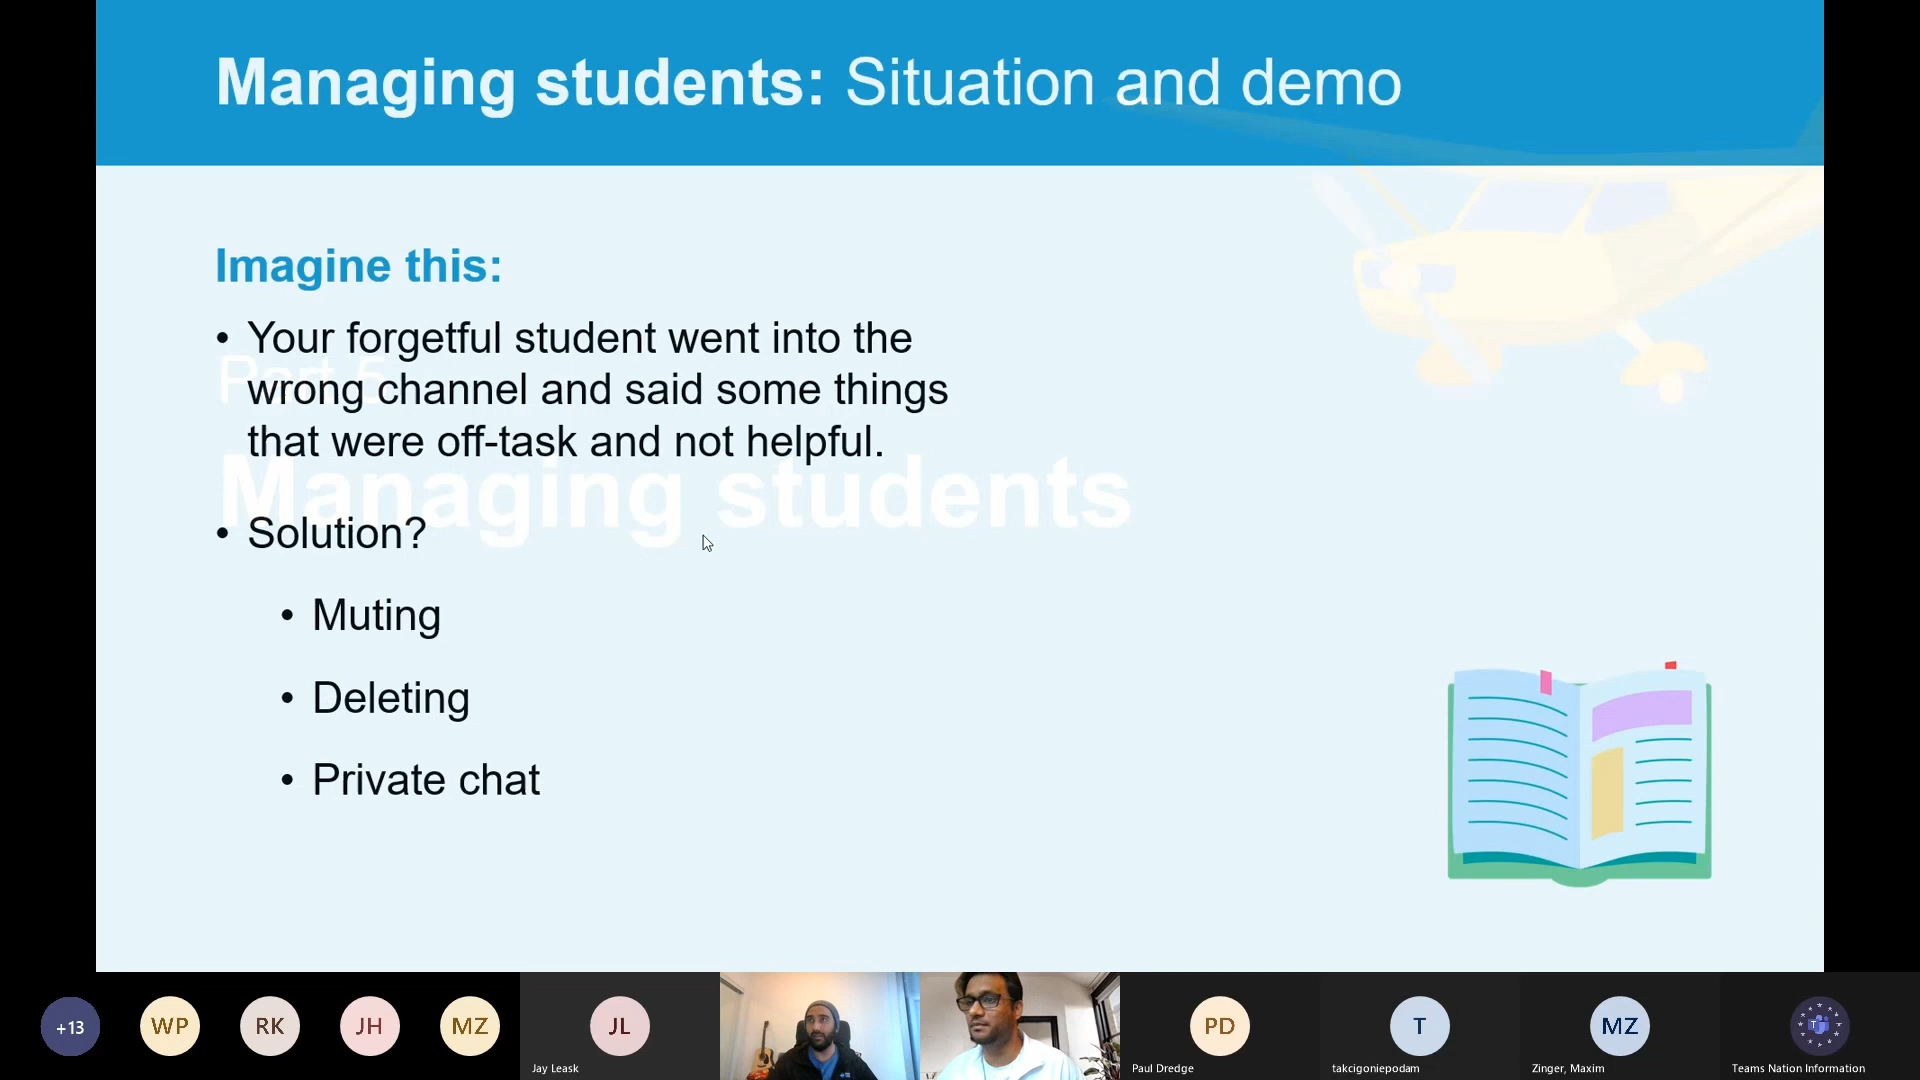 Managing students: Situation and demo
Imagine this:
• Your forgetful student went into the
wrong channel and said some things
that were off-task and not helpful.
Part 5
Managing students
• Solution?
• Muting
• Deleting
• Private chat
+13
WP
RK
JH
MZ
JL
PD
T
MZ
T
Jay Leask
Paul Dredge
takcigoniepodam
Zinger, Maxim
Teams Nation Information